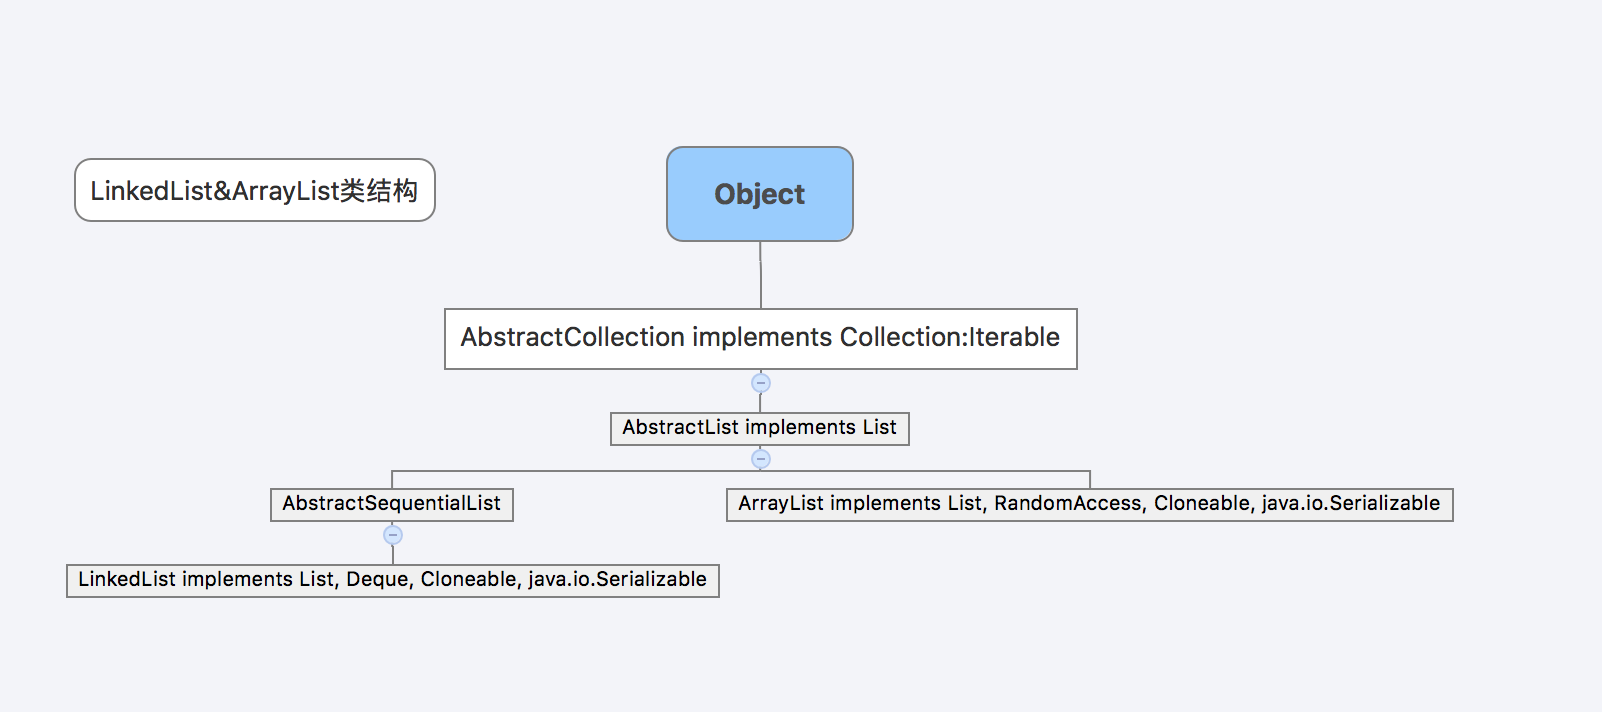 LinkedList&ArrayList类结构
Object
AbstractCollection implements Collection:Iterable
AbstractList implements List
AbstractSequentialList
ArrayList implements List, RandomAccess, Cloneable, java.io.Serializable
LinkedList implements List, Deque, Cloneable, java.io.Serializable